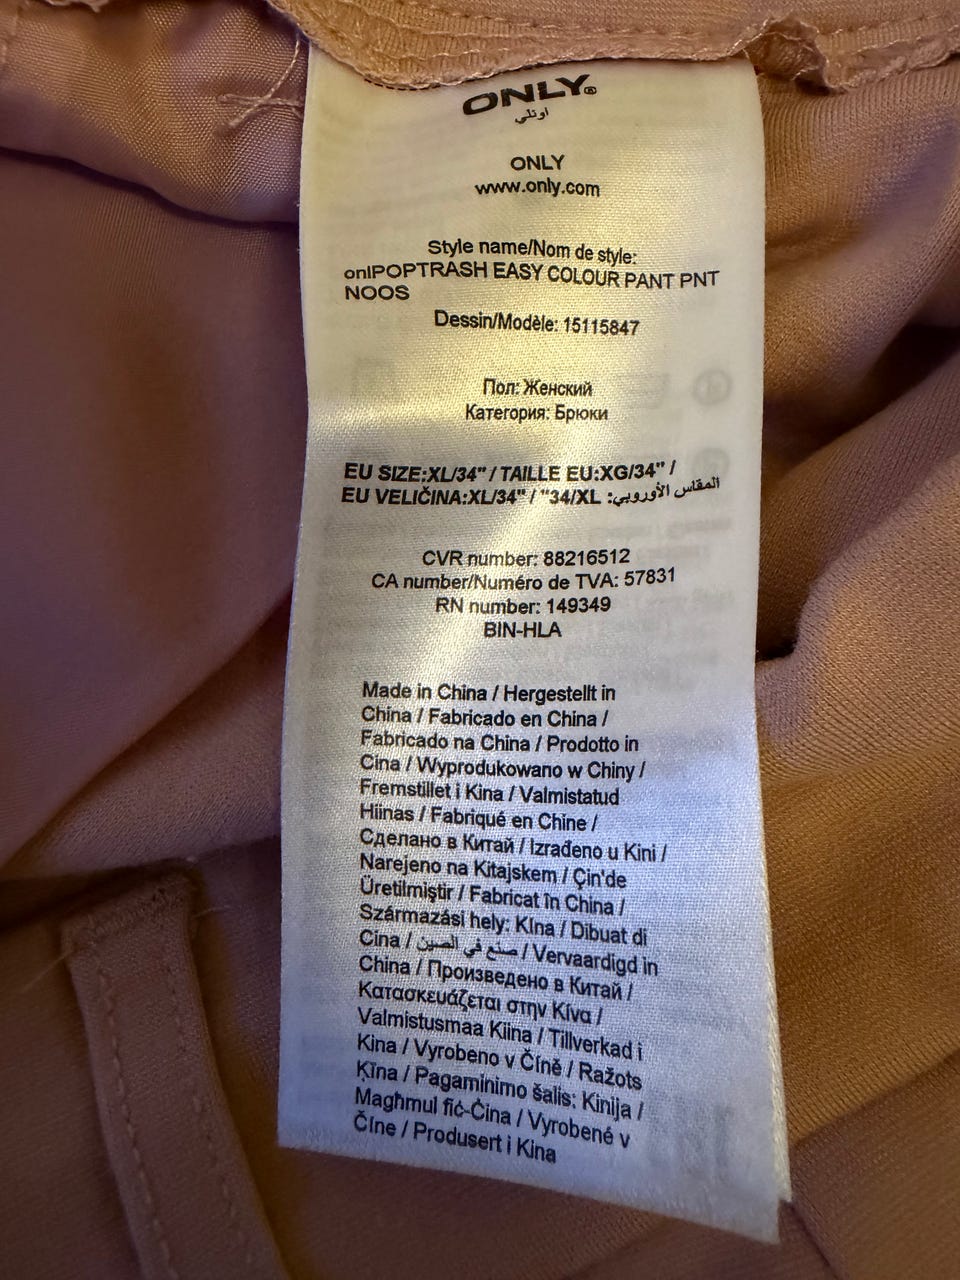 ONLY®
اونلي
ONLY
www.only.com
Style name/Nom de style:
onlPOPTRASH EASY COLOUR PANT PNT
NOOS
Dessin/Modèle: 15115847
Пол: Женский
Категория: Брюки
EU SIZE:XL/34" / TAILLE EU:XG/34" /
EU VELIČINA:XL/34" / "34/XL :المقاس الأوروبي
CVR number: 88216512
CA number/Numéro de TVA: 57831
RN number: 149349
BIN-HLA
Made in China / Hergestellt in
China / Fabricado en China /
Fabricado na China / Prodotto in
Cina / Wyprodukowano w Chiny /
Fremstillet i Kina / Valmistatud
Hiinas / Fabriqué en Chine /
Сделано в Китай / Izrađeno u Kini /
Narejeno na Kitajskem / Çin'de
Üretilmiştir / Fabricat în China /
Származási hely: KIna / Dibuat di
Cina / صنع في الصين / Vervaardigd in
China / Произведено в Китай /
Κατασκευάζεται στην Κίνα /
Valmistusmaa Kiina / Tillverkad i
Kina / Vyrobeno v Číně / Ražots
Ķīna / Pagaminimo šalis: Kinija /
Magħmul fiċ-Ċina / Vyrobené v
Číne / Produsert i Kina